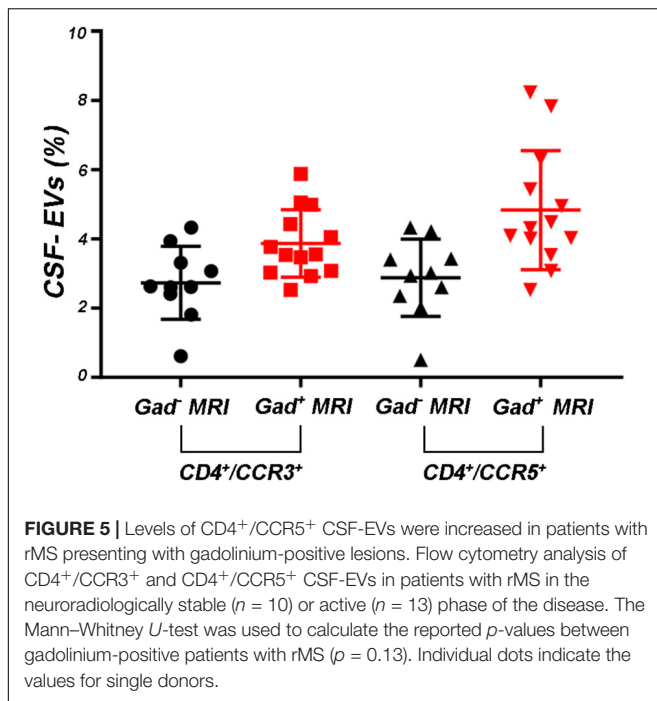 10
8
6
4
2
0
CSF- EVs (%)
Gad⁻ MRI Gad⁺ MRI Gad⁻ MRI Gad⁺ MRI
CD4⁺/CCR3⁺ CD4⁺/CCR5⁺
FIGURE 5 | Levels of CD4⁺/CCR5⁺ CSF-EVs were increased in patients with
rMS presenting with gadolinium-positive lesions. Flow cytometry analysis of
CD4⁺/CCR3⁺ and CD4⁺/CCR5⁺ CSF-EVs in patients with rMS in the
neuroradiologically stable (n = 10) or active (n = 13) phase of the disease. The
Mann–Whitney U-test was used to calculate the reported p-values between
gadolinium-positive patients with rMS (p = 0.13). Individual dots indicate the
values for single donors.